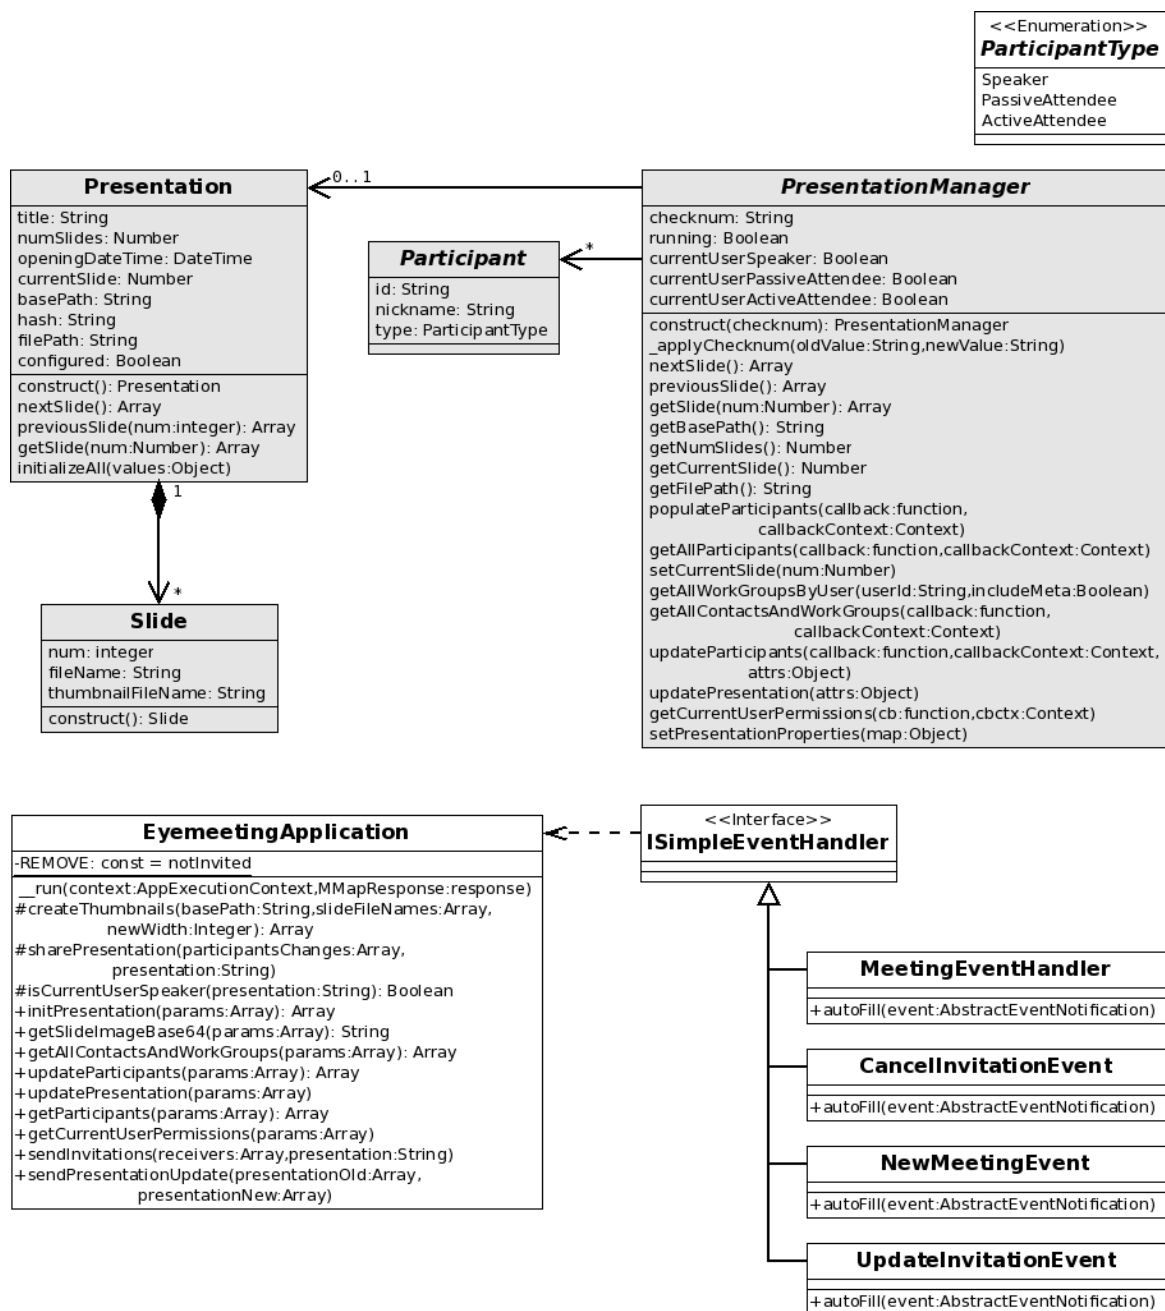 <<Enumeration>>
ParticipantType
Speaker
PassiveAttendee
ActiveAttendee
Presentation
title: String
numSlides: Number
openingDateTime: DateTime
currentSlide: Number
basePath: String
hash: String
filePath: String
configured: Boolean
construct(): Presentation
nextSlide(): Array
previousSlide(num:integer): Array
getSlide(num:Number): Array
initializeAll(values:Object)
0..1
Participant
id: String
nickname: String
type: ParticipantType
*
PresentationManager
checknum: String
running: Boolean
currentUserSpeaker: Boolean
currentUserPassiveAttendee: Boolean
currentUserActiveAttendee: Boolean
construct(checknum): PresentationManager
_applyChecknum(oldValue:String,newValue:String)
nextSlide(): Array
previousSlide(): Array
getSlide(num:Number): Array
getBasePath(): String
getNumSlides(): Number
getCurrentSlide(): Number
getFilePath(): String
populateParticipants(callback:function,
callbackContext:Context)
getAllParticipants(callback:function,callbackContext:Context)
setCurrentSlide(num:Number)
getAllWorkGroupsByUser(userId:String,includeMeta:Boolean)
getAllContactsAndWorkGroups(callback:function,
callbackContext:Context)
updateParticipants(callback:function,callbackContext:Context,
attrs:Object)
updatePresentation(attrs:Object)
getCurrentUserPermissions(cb:function,cbctx:Context)
setPresentationProperties(map:Object)
1
*
Slide
num: integer
fileName: String
thumbnailFileName: String
construct(): Slide
EyemeetingApplication
-REMOVE: const = notInvited
__run(context:AppExecutionContext,MMapResponse:response)
#createThumbnails(basePath:String,slideFileNames:Array,
newWidth:Integer): Array
#sharePresentation(participantsChanges:Array,
presentation:String)
#isCurrentUserSpeaker(presentation:String): Boolean
+initPresentation(params:Array): Array
+getSlideImageBase64(params:Array): String
+getAllContactsAndWorkGroups(params:Array): Array
+updateParticipants(params:Array): Array
+updatePresentation(params:Array)
+getParticipants(params:Array): Array
+getCurrentUserPermissions(params:Array)
+sendInvitations(receivers:Array,presentation:String)
+sendPresentationUpdate(presentationOld:Array,
presentationNew:Array)
<<Interface>>
ISimpleEventHandler
MeetingEventHandler
+autoFill(event:AbstractEventNotification)
CancelInvitationEvent
+autoFill(event:AbstractEventNotification)
NewMeetingEvent
+autoFill(event:AbstractEventNotification)
UpdateInvitationEvent
+autoFill(event:AbstractEventNotification)